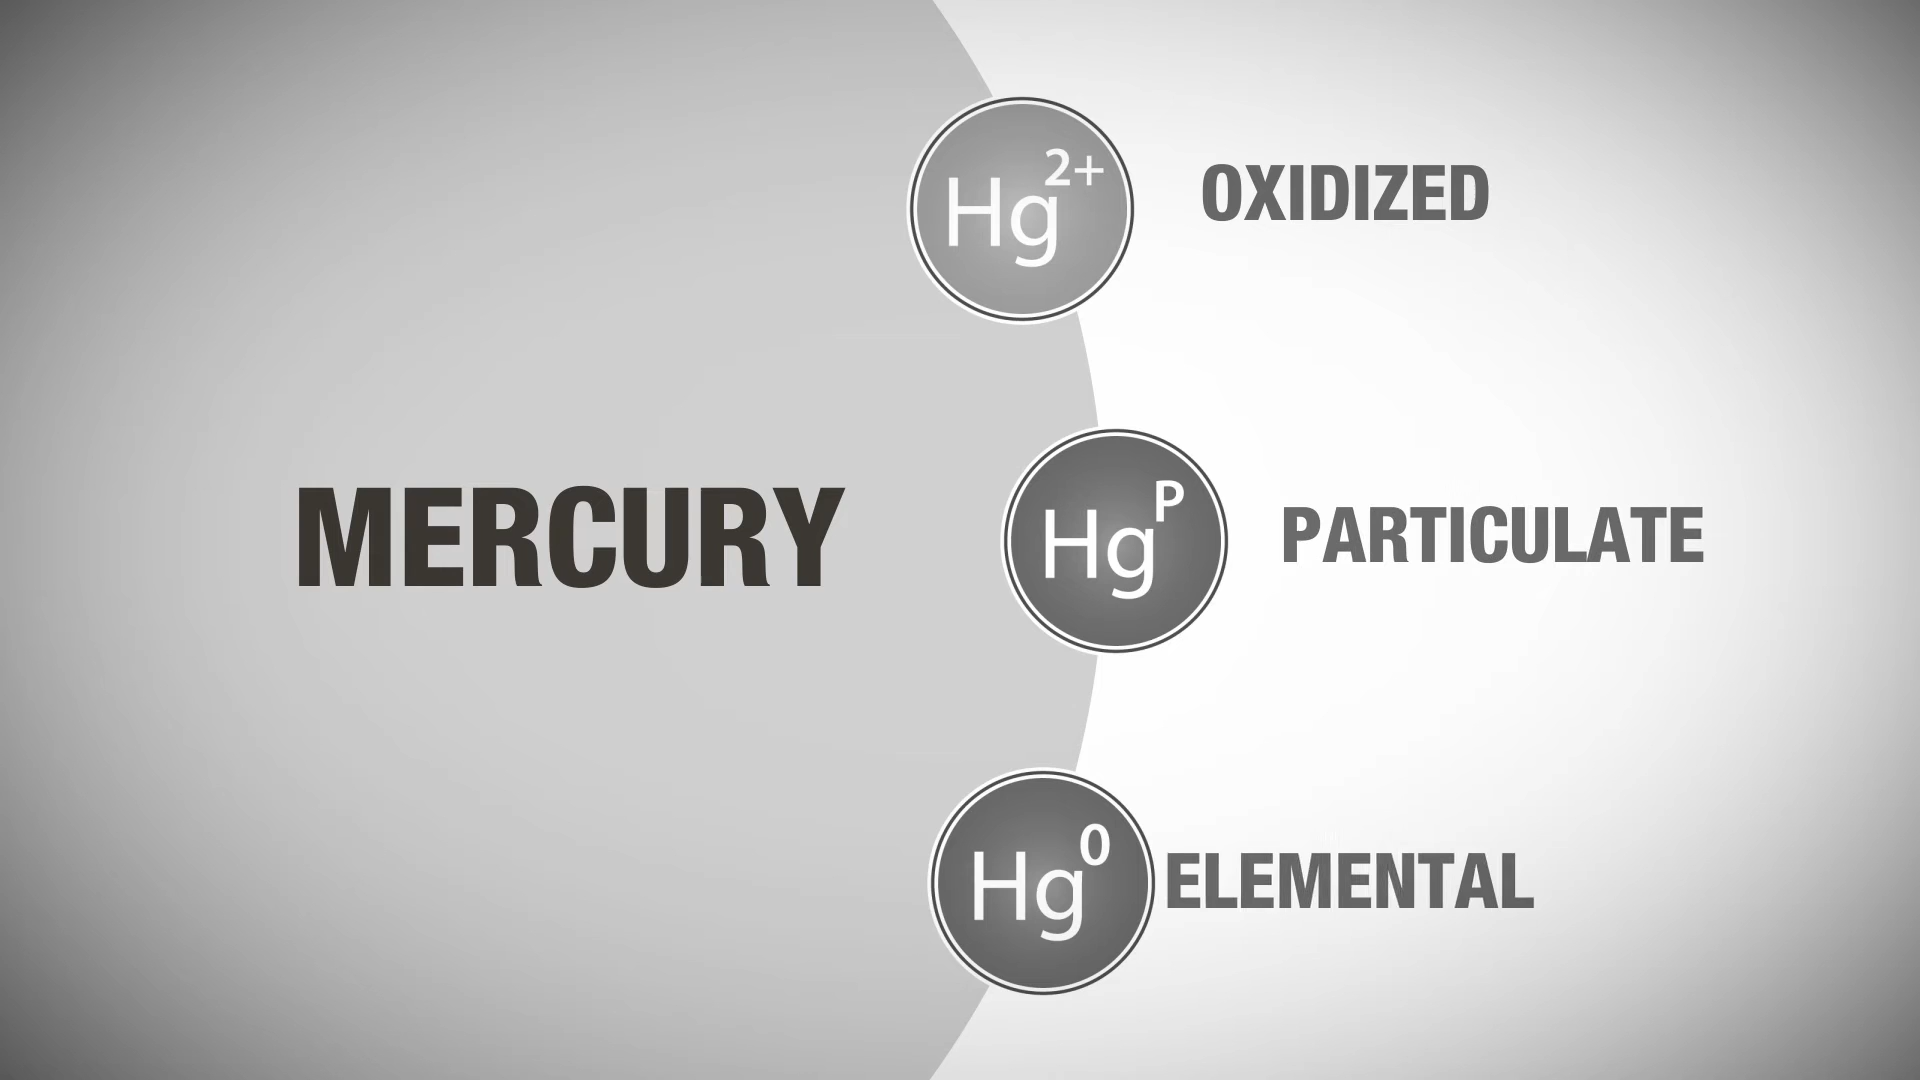 MERCURY
Hg2+
OXIDIZED
HgP
PARTICULATE
Hg0
ELEMENTAL